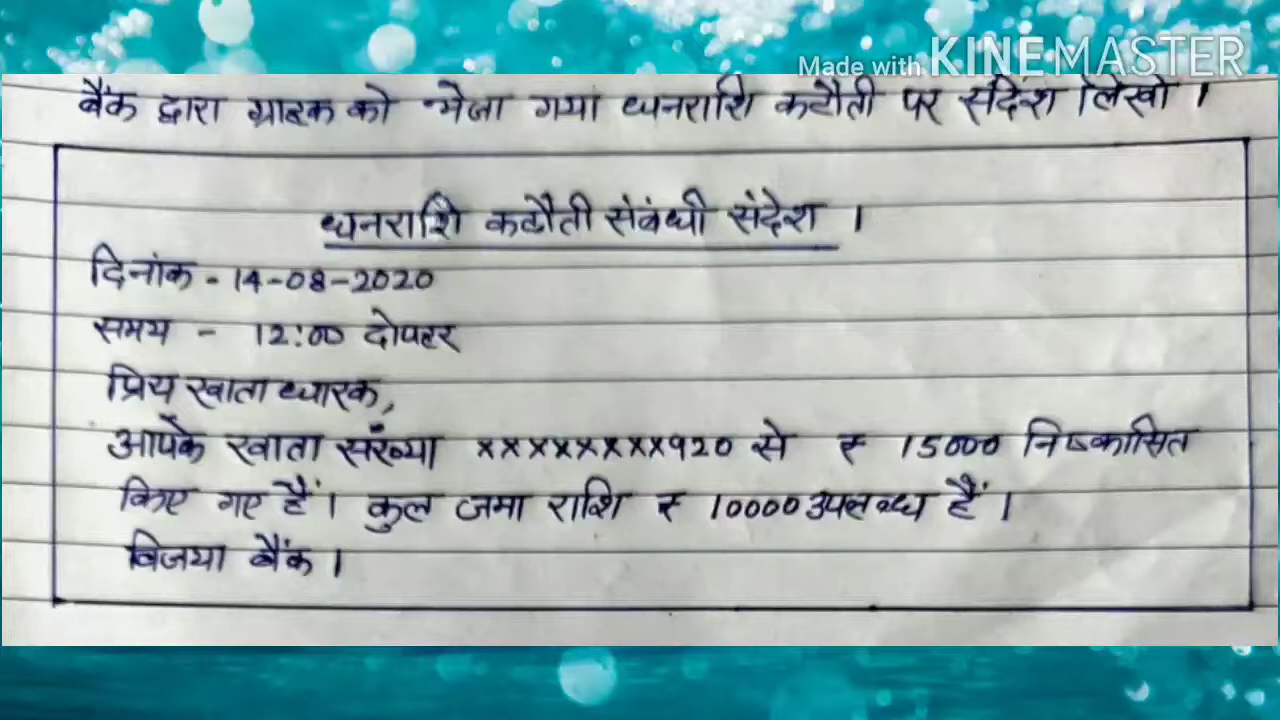 Made with KINEMASTER
बैंक द्वारा ग्राहक को भेजा गया धनराशि कटौती पर संदेश लिखो ।
धनराशि कटौती संबंधी संदेश ।
दिनांक - 14-08-2020
समय - 12:00 दोपहर
प्रिय खाता धारक,
आपके खाता संख्या xxxxxxxx920 से ₹ 15000 निष्कासित
किए गए हैं। कुल जमा राशि ₹ 10000 उपलब्ध हैं।
विजया बैंक।